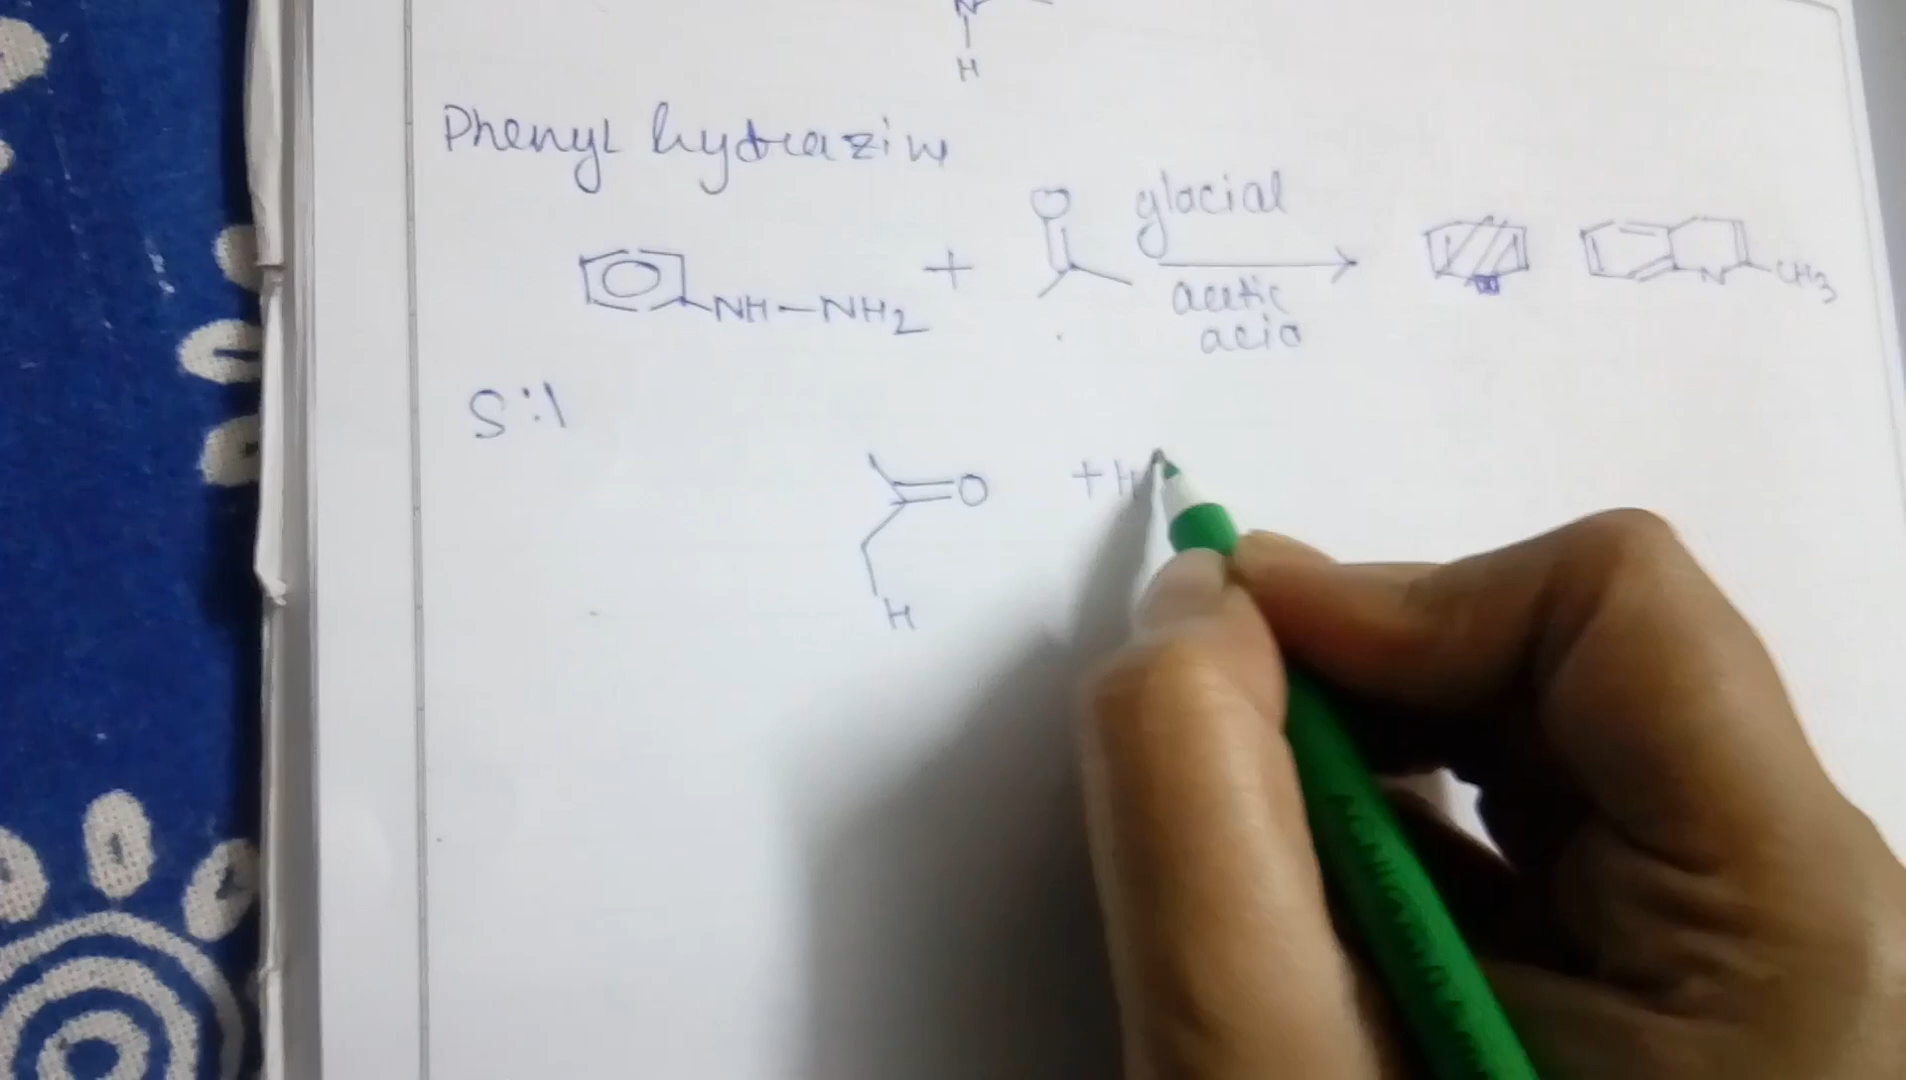 N
H
Phenyl hydrazine
O glacial
NH-NH2 + acetic acid N CH3
S:1
O + H
H